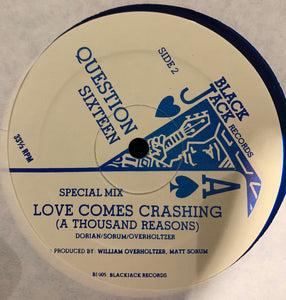 BLACK
JACK
RECORDS
A
SIDE 2
QUESTION
SIXTEEN
33⅓ RPM
SPECIAL MIX
LOVE COMES CRASHING
(A THOUSAND REASONS)
DORIAN/SORUM/OVERHOLTZER
PRODUCED BY: WILLIAM OVERHOLTZER, MATT SORUM
BJ 005 BLACKJACK RECORDS